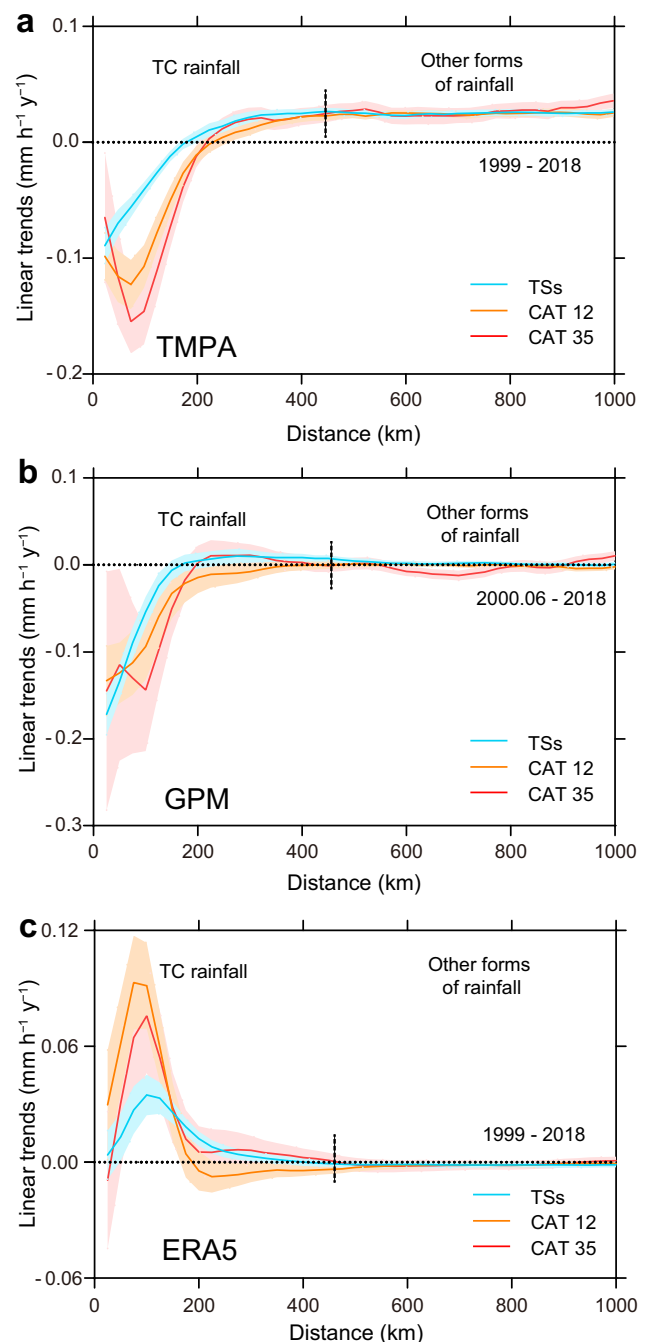 a
0.1
0.0
-0.1
-0.2
Linear trends (mm h⁻¹ y⁻¹)
TC rainfall
Other forms
of rainfall
1999 - 2018
TSs
CAT 12
CAT 35
TMPA
0 200 400 600 800 1000
Distance (km)
b
0.1
0.0
-0.1
-0.2
-0.3
Linear trends (mm h⁻¹ y⁻¹)
TC rainfall
Other forms
of rainfall
2000.06 - 2018
TSs
CAT 12
CAT 35
GPM
0 200 400 600 800 1000
Distance (km)
c
0.12
0.06
0.00
-0.06
Linear trends (mm h⁻¹ y⁻¹)
TC rainfall
Other forms
of rainfall
1999 - 2018
TSs
CAT 12
CAT 35
ERA5
0 200 400 600 800 1000
Distance (km)